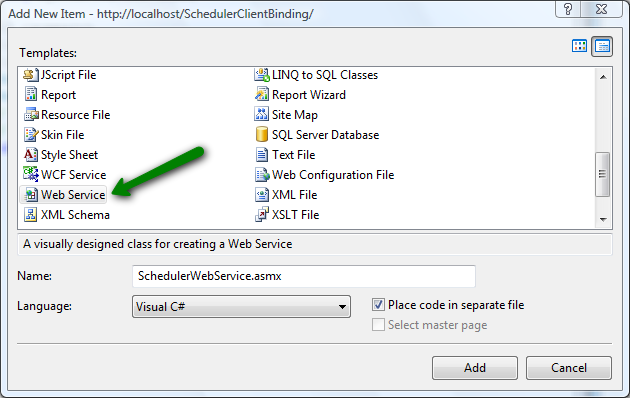 Add New Item - http://localhost/SchedulerClientBinding/
Templates:
JScript File
LINQ to SQL Classes
Report
Report Wizard
Resource File
Site Map
Skin File
SQL Server Database
Style Sheet
Text File
WCF Service
Web Configuration File
Web Service
XML File
XML Schema
XSLT File
A visually designed class for creating a Web Service
Name:
SchedulerWebService.asmx
Language:
Visual C#
Place code in separate file
Select master page
Add
Cancel